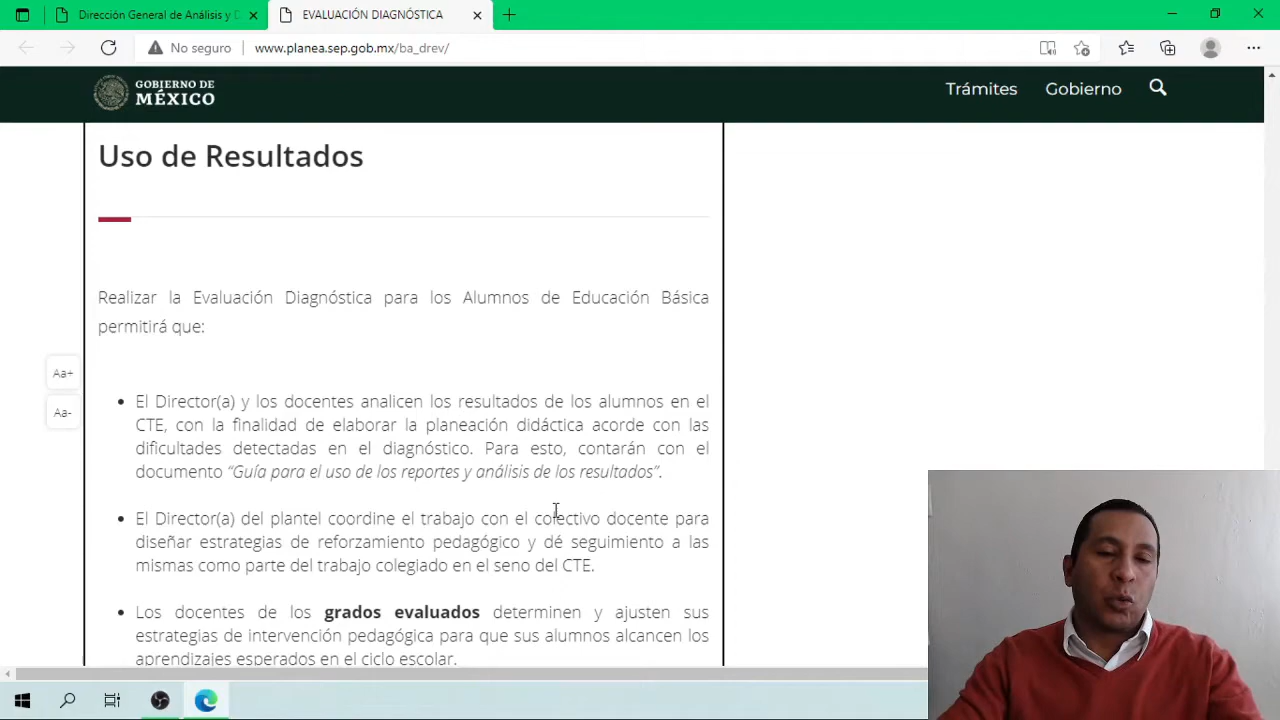 Dirección General de Análisis y D
EVALUACIÓN DIAGNÓSTICA
No seguro
www.planea.sep.gob.mx/ba_drev/
GOBIERNO DE
MÉXICO
Trámites
Gobierno
Uso de Resultados
Realizar la Evaluación Diagnóstica para los Alumnos de Educación Básica
permitirá que:
Aa+
Aa-
• El Director(a) y los docentes analicen los resultados de los alumnos en el
CTE, con la finalidad de elaborar la planeación didáctica acorde con las
dificultades detectadas en el diagnóstico. Para esto, contarán con el
documento “Guía para el uso de los reportes y análisis de los resultados”.
• El Director(a) del plantel coordine el trabajo con el colectivo docente para
diseñar estrategias de reforzamiento pedagógico y dé seguimiento a las
mismas como parte del trabajo colegiado en el seno del CTE.
• Los docentes de los grados evaluados determinen y ajusten sus
estrategias de intervención pedagógica para que sus alumnos alcancen los
aprendizajes esperados en el ciclo escolar.